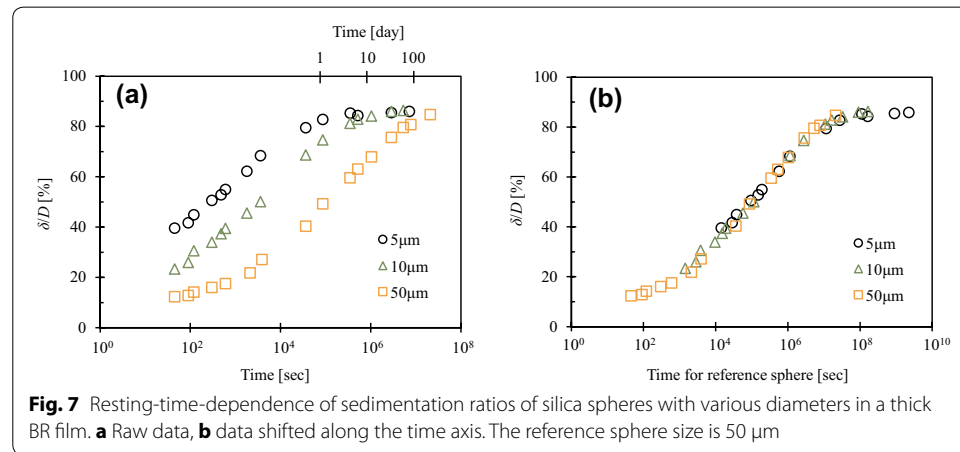 Time [day]
1 10 100
(a)
δ/D [%]
100
80
60
40
20
0
5μm
10μm
50μm
10⁰ 10² 10⁴ 10⁶ 10⁸
Time [sec]
(b)
δ/D [%]
100
80
60
40
20
0
5μm
10μm
50μm
10⁰ 10² 10⁴ 10⁶ 10⁸ 10¹⁰
Time for reference sphere [sec]
Fig. 7 Resting-time-dependence of sedimentation ratios of silica spheres with various diameters in a thick
BR film. a Raw data, b data shifted along the time axis. The reference sphere size is 50 μm